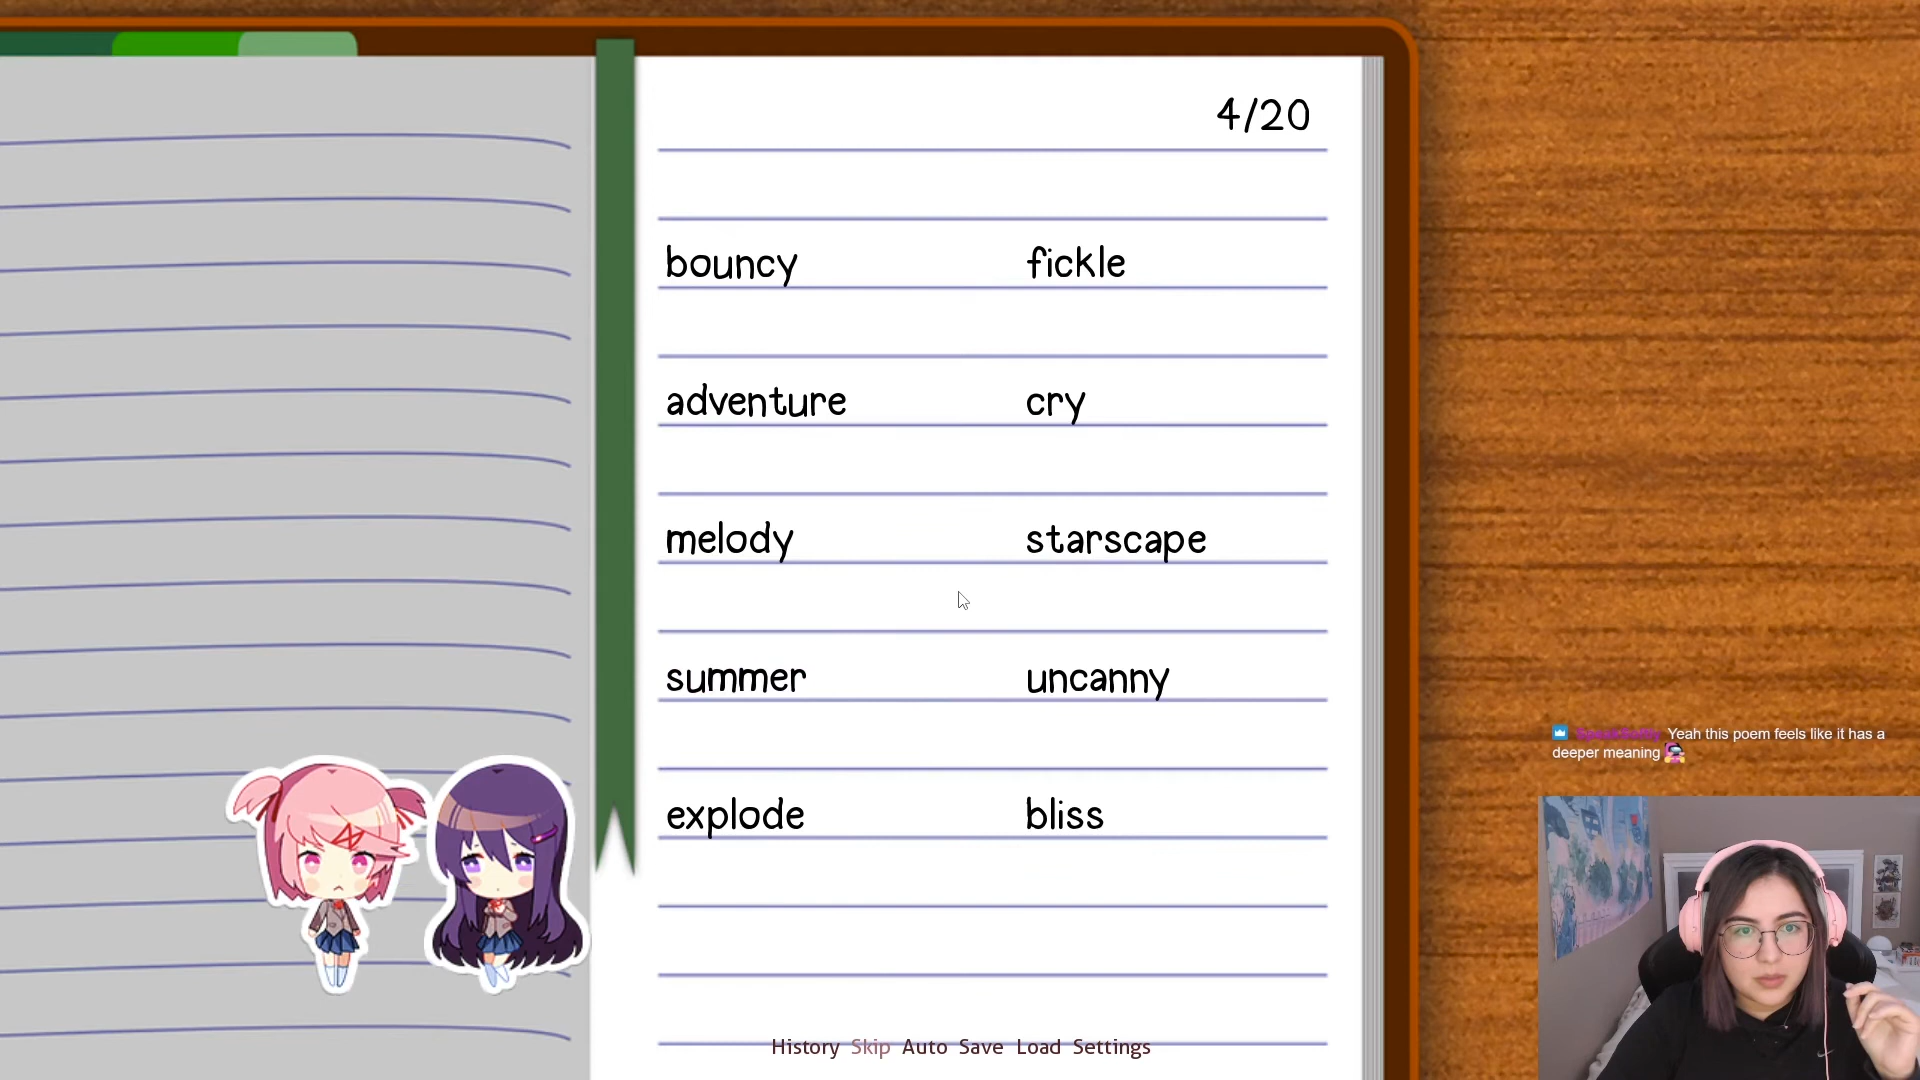 4/20
bouncy fickle
adventure cry
melody starscape
summer uncanny
explode bliss
Yeah this poem feels like it has a
deeper meaning
History Skip Auto Save Load Settings